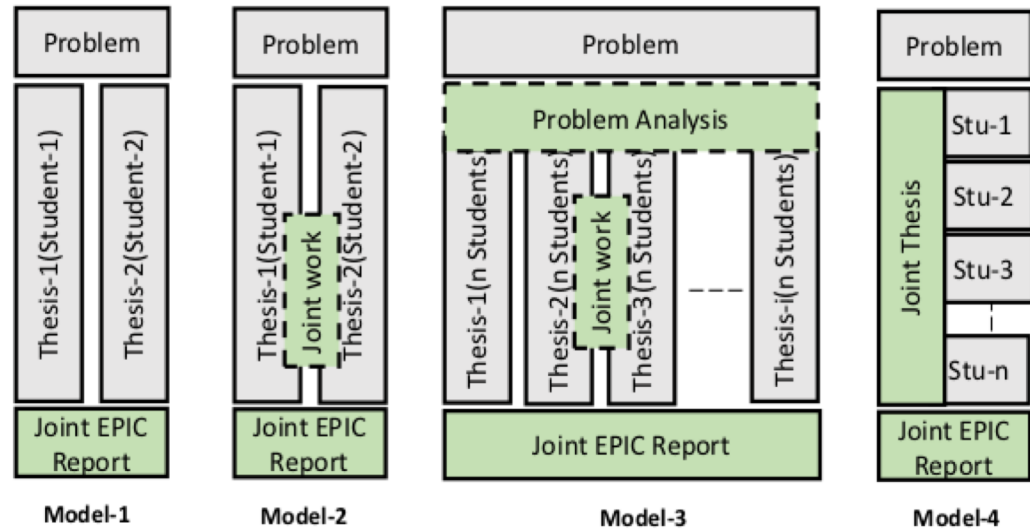 Problem
Thesis-1(Student-1)
Thesis-2(Student-2)
Joint EPIC
Report
Model-1
Problem
Thesis-1(Student-1)
Joint work
Thesis-2(Student-2)
Joint EPIC
Report
Model-2
Problem
Problem Analysis
Thesis-1(n Students)
Thesis-2(n Students)
Joint work
Thesis-3(n Students)
Thesis-i(n Students)
Joint EPIC Report
Model-3
Problem
Joint Thesis
Stu-1
Stu-2
Stu-3
Stu-n
Joint EPIC
Report
Model-4